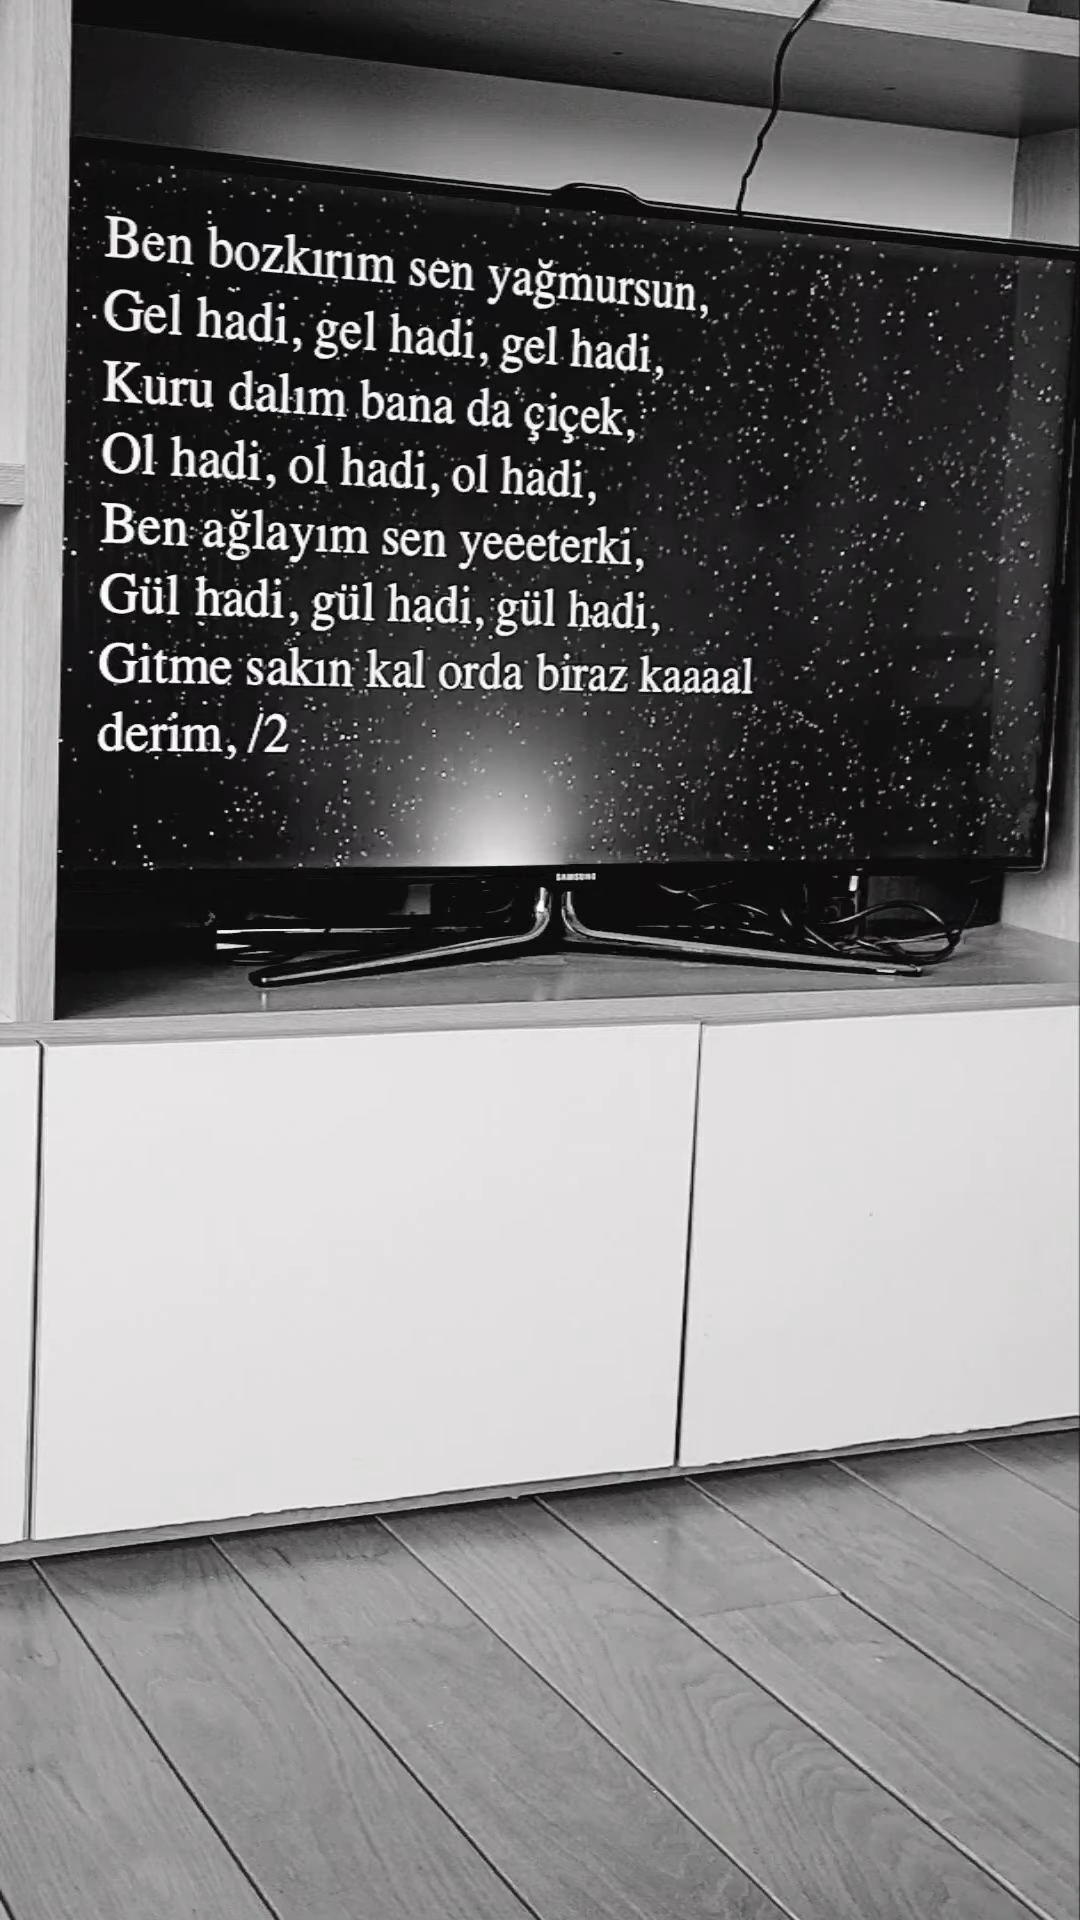 Ben bozkırım sen yağmursun,
Gel hadi, gel hadi, gel hadi,
Kuru dalım bana da çiçek,
Ol hadi, ol hadi, ol hadi,
Ben ağlayım sen yeeeterki,
Gül hadi, gül hadi, gül hadi,
Gitme sakın kal orda biraz kaaaal
derim, /2
SAMSUNG